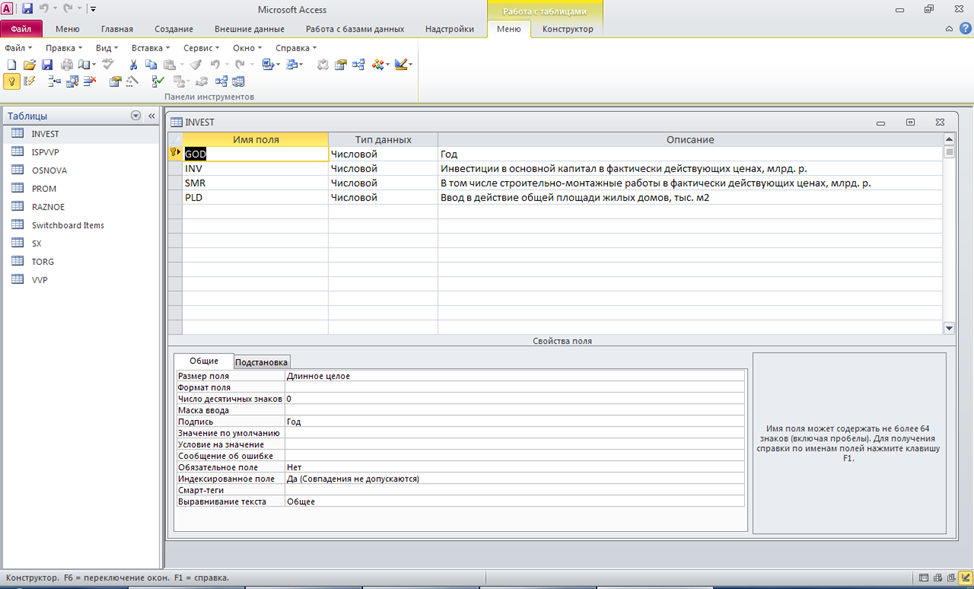 Microsoft Access
Работа с таблицами
Файл Меню Главная Создание Внешние данные Работа с базами данных Надстройки Меню Конструктор
Файл Правка Вид Вставка Сервис Окно Справка
Панели инструментов
Таблицы
INVEST
ISPVVP
OSNOVA
PROM
RAZNOE
Switchboard Items
SX
TORG
VVP
INVEST
Имя поля Тип данных Описание
GOD Числовой Год
INV Числовой Инвестиции в основной капитал в фактически действующих ценах, млрд. р.
SMR Числовой В том числе строительно-монтажные работы в фактически действующих ценах, млрд. р.
PLD Числовой Ввод в действие общей площади жилых домов, тыс. м2
Свойства поля
Общие Подстановка
Размер поля Длинное целое
Формат поля
Число десятичных знаков 0
Маска ввода
Подпись Год
Значение по умолчанию
Условие на значение
Сообщение об ошибке
Обязательное поле Нет
Индексированное поле Да (Совпадения не допускаются)
Смарт-теги
Выравнивание текста Общее
Имя поля может содержать не более 64
знаков (включая пробелы). Для получения
справки по именам полей нажмите клавишу
F1.
Конструктор. F6 = переключение окон. F1 = справка.